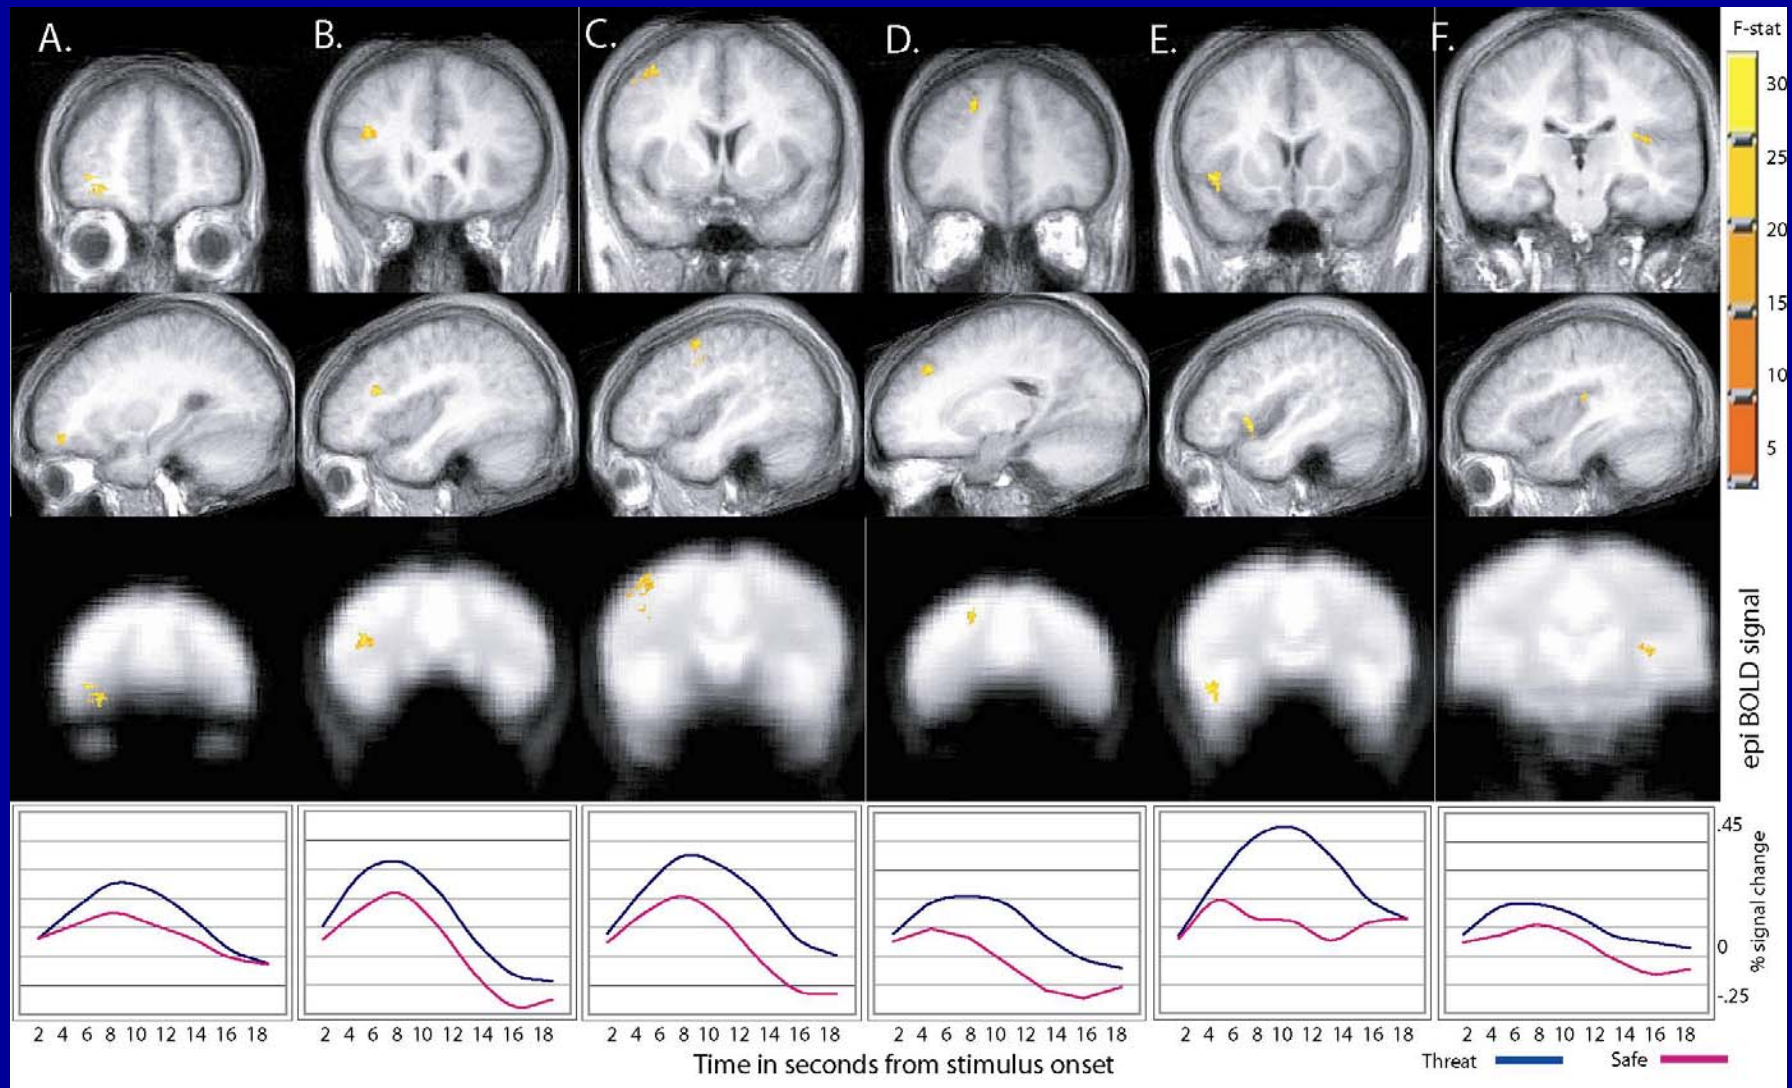 A.
B.
C.
D.
E.
F.
F-stat
30
25
20
15
10
5
epi BOLD signal
.45
0
-.25
% signal change
2 4 6 8 10 12 14 16 18
2 4 6 8 10 12 14 16 18
2 4 6 8 10 12 14 16 18
2 4 6 8 10 12 14 16 18
2 4 6 8 10 12 14 16 18
2 4 6 8 10 12 14 16 18
Time in seconds from stimulus onset
Threat
Safe